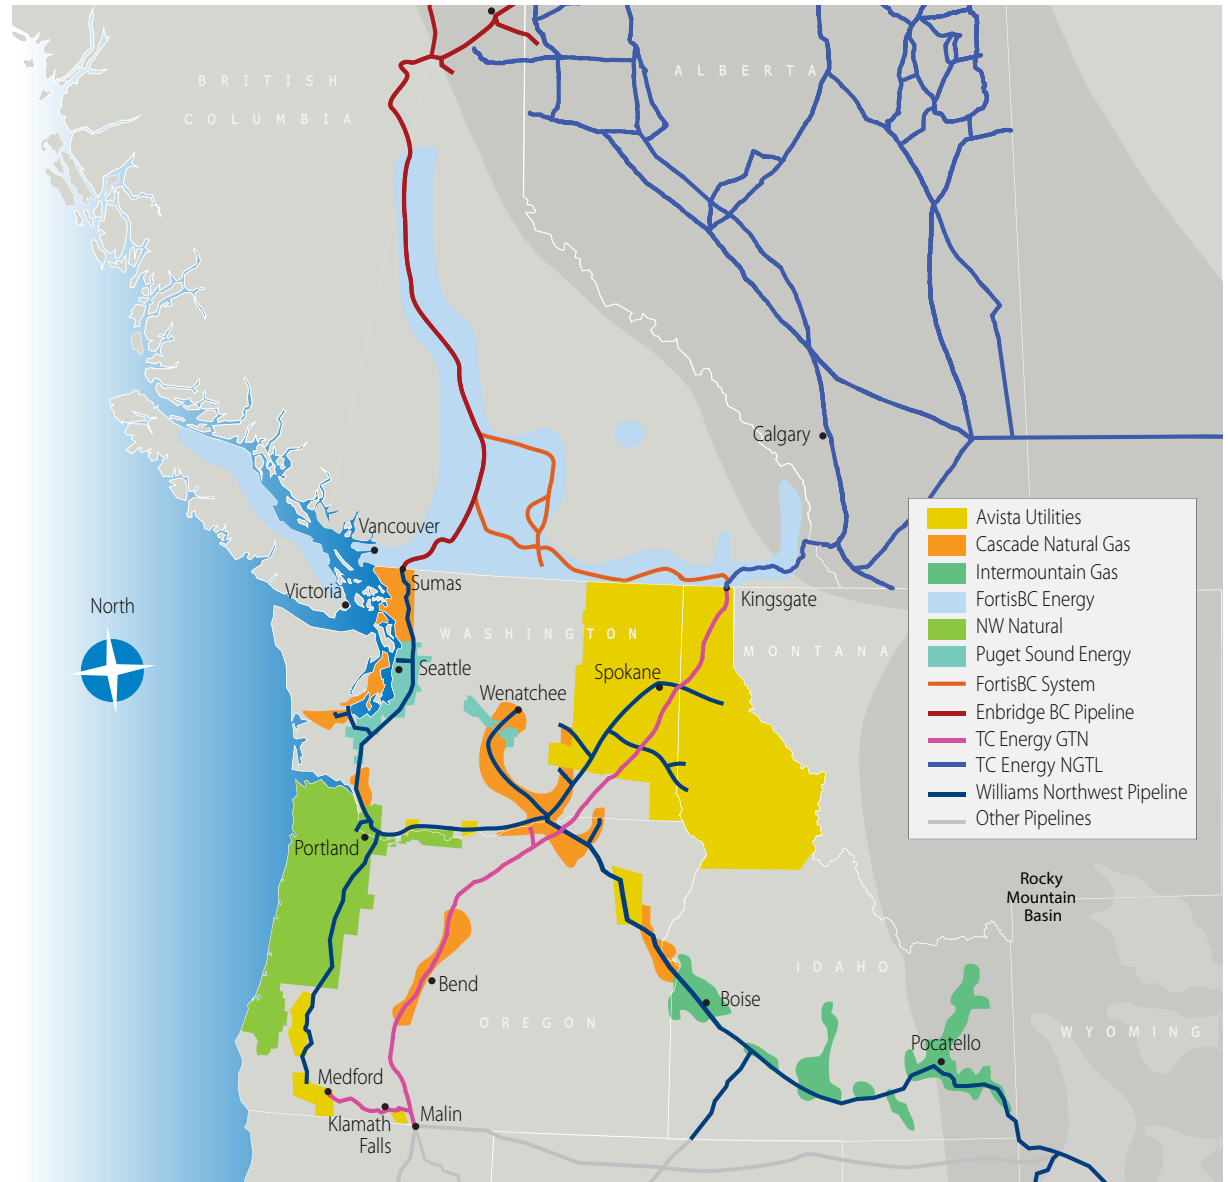 BRITISH
COLUMBIA
ALBERTA
Calgary
Vancouver
Sumas
Victoria
Kingsgate
North
WASHINGTON
MONTANA
Seattle
Spokane
Wenatchee
Avista Utilities
Cascade Natural Gas
Intermountain Gas
FortisBC Energy
NW Natural
Puget Sound Energy
FortisBC System
Enbridge BC Pipeline
TC Energy GTN
TC Energy NGTL
Williams Northwest Pipeline
Other Pipelines
Portland
Rocky
Mountain
Basin
IDAHO
Bend
Boise
OREGON
WYOMING
Pocatello
Medford
Klamath
Falls
Malin